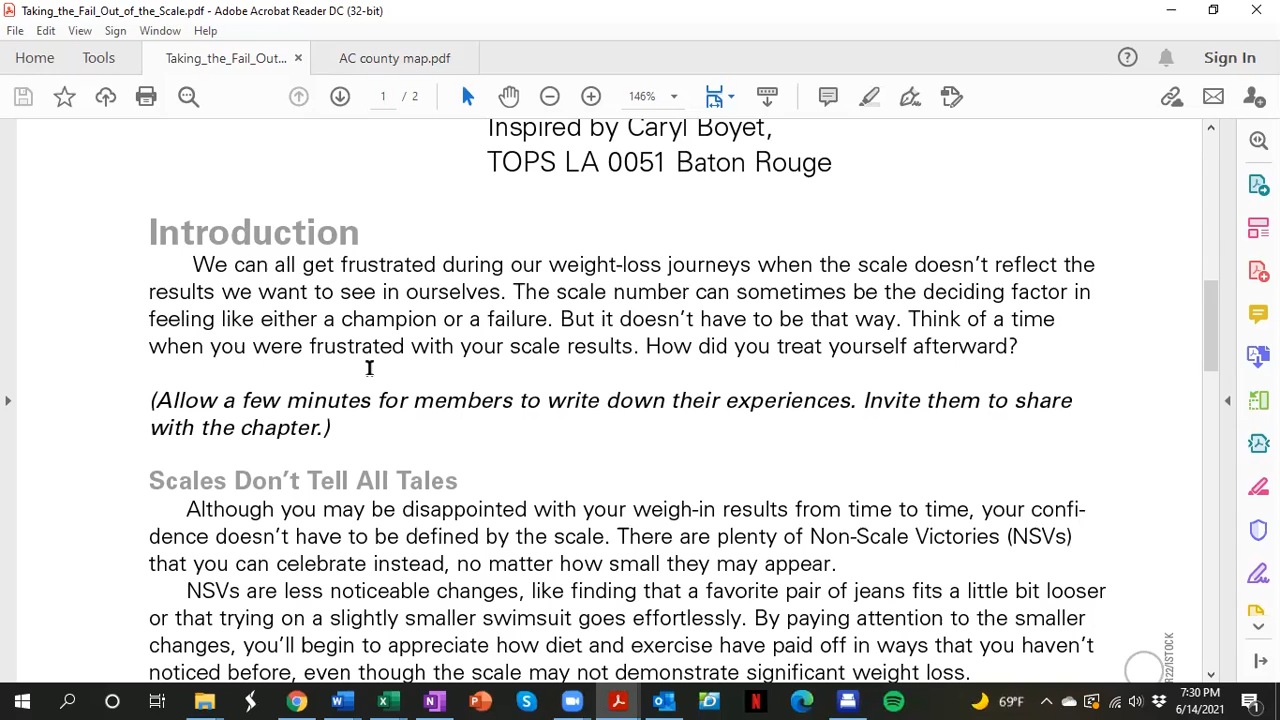 Taking_the_Fail_Out_of_the_Scale.pdf - Adobe Acrobat Reader DC (32-bit)
File Edit View Sign Window Help
Home Tools Taking_the_Fail_Out... × AC county map.pdf Sign In
1 / 2 146%
Inspired by Caryl Boyet,
TOPS LA 0051 Baton Rouge
Introduction
We can all get frustrated during our weight-loss journeys when the scale doesn't reflect the
results we want to see in ourselves. The scale number can sometimes be the deciding factor in
feeling like either a champion or a failure. But it doesn't have to be that way. Think of a time
when you were frustrated with your scale results. How did you treat yourself afterward?
(Allow a few minutes for members to write down their experiences. Invite them to share
with the chapter.)
Scales Don't Tell All Tales
Although you may be disappointed with your weigh-in results from time to time, your confi-
dence doesn't have to be defined by the scale. There are plenty of Non-Scale Victories (NSVs)
that you can celebrate instead, no matter how small they may appear.
NSVs are less noticeable changes, like finding that a favorite pair of jeans fits a little bit looser
or that trying on a slightly smaller swimsuit goes effortlessly. By paying attention to the smaller
changes, you'll begin to appreciate how diet and exercise have paid off in ways that you haven't
noticed before, even though the scale may not demonstrate significant weight loss.
R22/ISTOCK
69°F 7:30 PM
6/14/2021